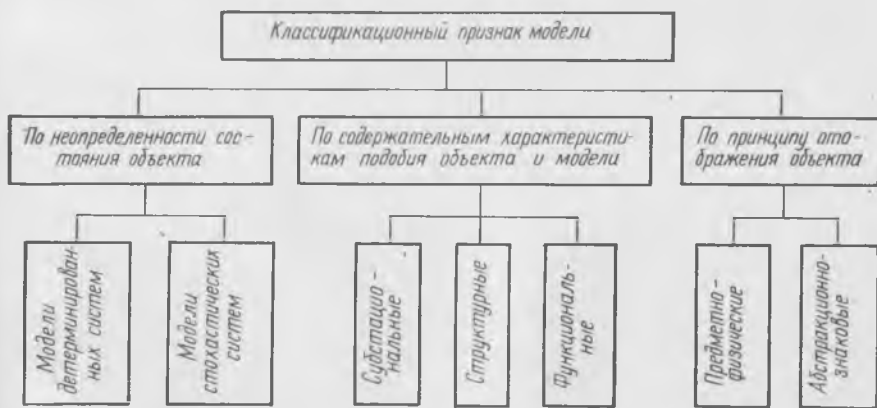 Классификационный признак модели
По неопределенности сос-
тояния объекта
По содержательным характеристи-
кам подобия объекта и модели
По принципу ото-
бражения объекта
Модели
детерминирован-
ных систем
Модели
стохастических
систем
Субстацио-
нальные
Структурные
Функциональ-
ные
Предметно-
физические
Абстракционно-
знаковые